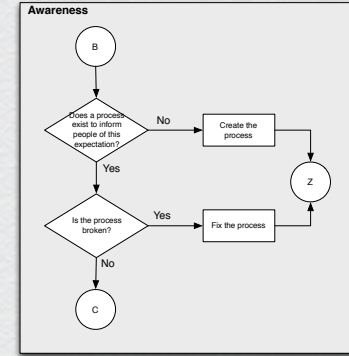 Awareness
B
Does a process
exist to inform
people of this
expectation?
No
Create the
process
Z
Yes
Is the process
broken?
Yes
Fix the process
No
C